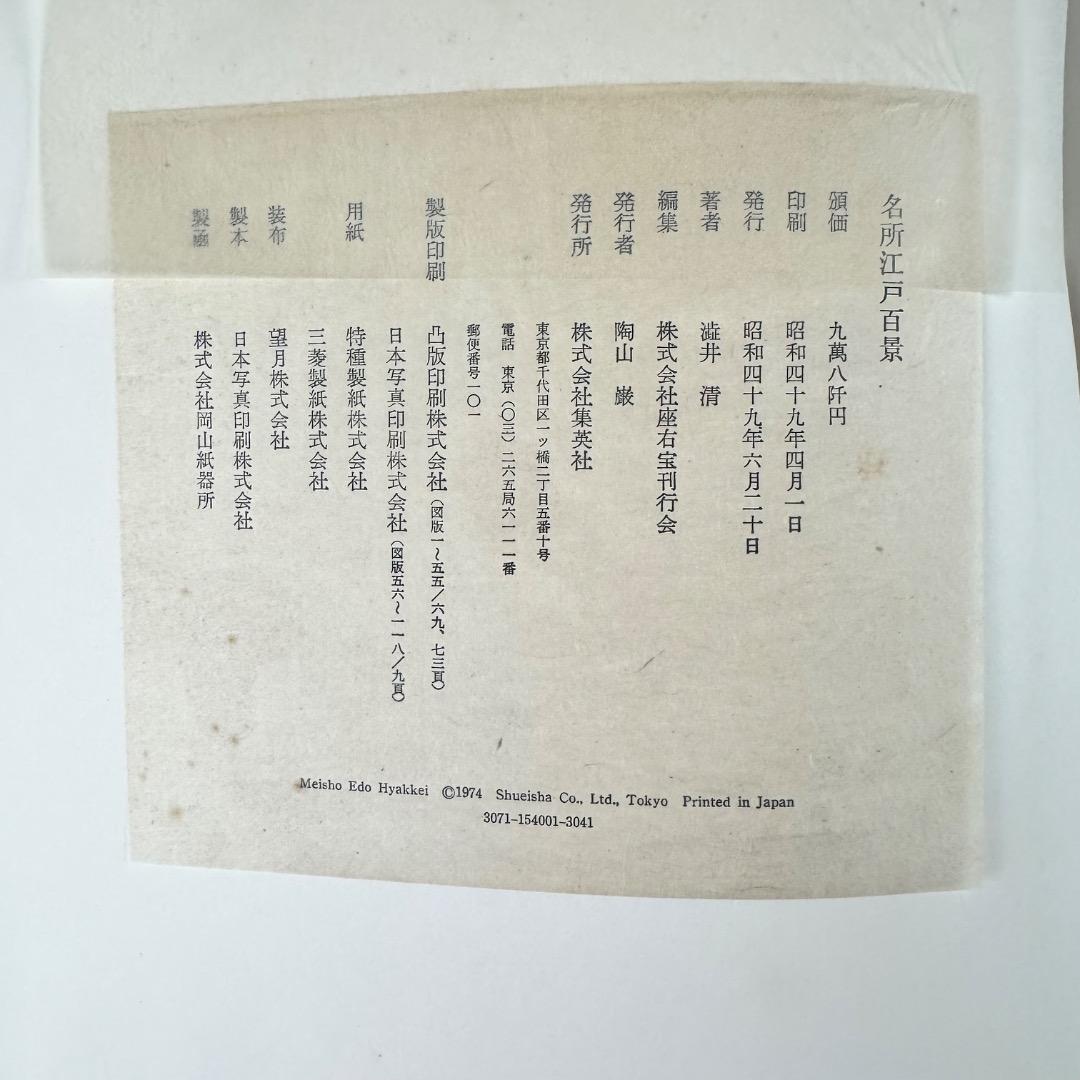 名所江戸百景
頒価　九萬八阡円
印刷　昭和四十九年四月一日
発行　昭和四十九年六月二十日
著者　澁井　清
編集　株式会社座右宝刊行会
発行者　陶山　巌
発行所　株式会社集英社
東京都千代田区一ッ橋二丁目五番十号
電話　東京(〇三)二六五局六一一一番
郵便番号一〇一
製版印刷　凸版印刷株式会社(図版一〜五五／六九、七三頁)
日本写真印刷株式会社(図版五六〜一一八／九頁)
用紙　特種製紙株式会社
三菱製紙株式会社
装布　望月株式会社
製本　日本写真印刷株式会社
製凾　株式会社岡山紙器所
Meisho Edo Hyakkei ©1974 Shueisha Co., Ltd., Tokyo Printed in Japan
3071-154001-3041